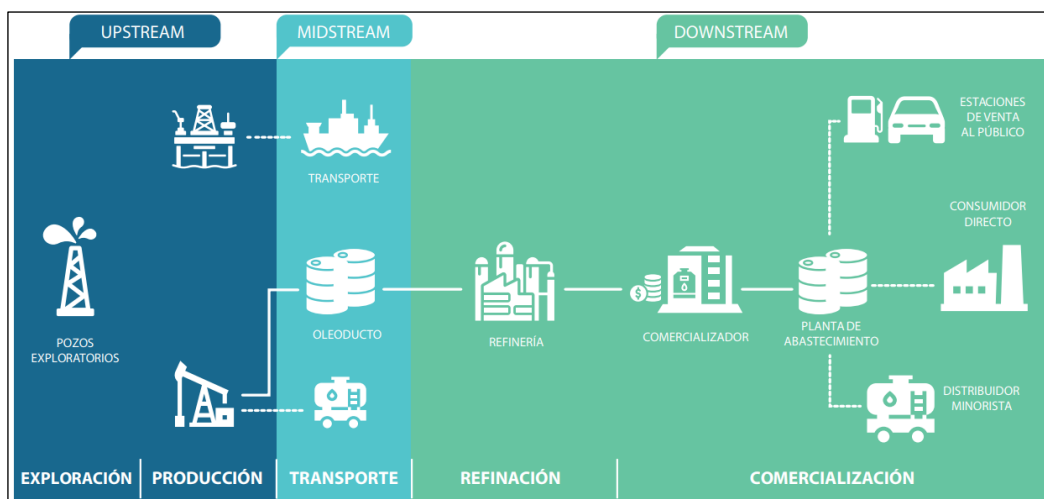 UPSTREAM
MIDSTREAM
DOWNSTREAM
ESTACIONES
DE VENTA
AL PÚBLICO
TRANSPORTE
CONSUMIDOR
DIRECTO
POZOS
EXPLORATORIOS
OLEODUCTO
REFINERÍA
$
COMERCIALIZADOR
PLANTA DE
ABASTECIMIENTO
DISTRIBUIDOR
MINORISTA
EXPLORACIÓN
PRODUCCIÓN
TRANSPORTE
REFINACIÓN
COMERCIALIZACIÓN